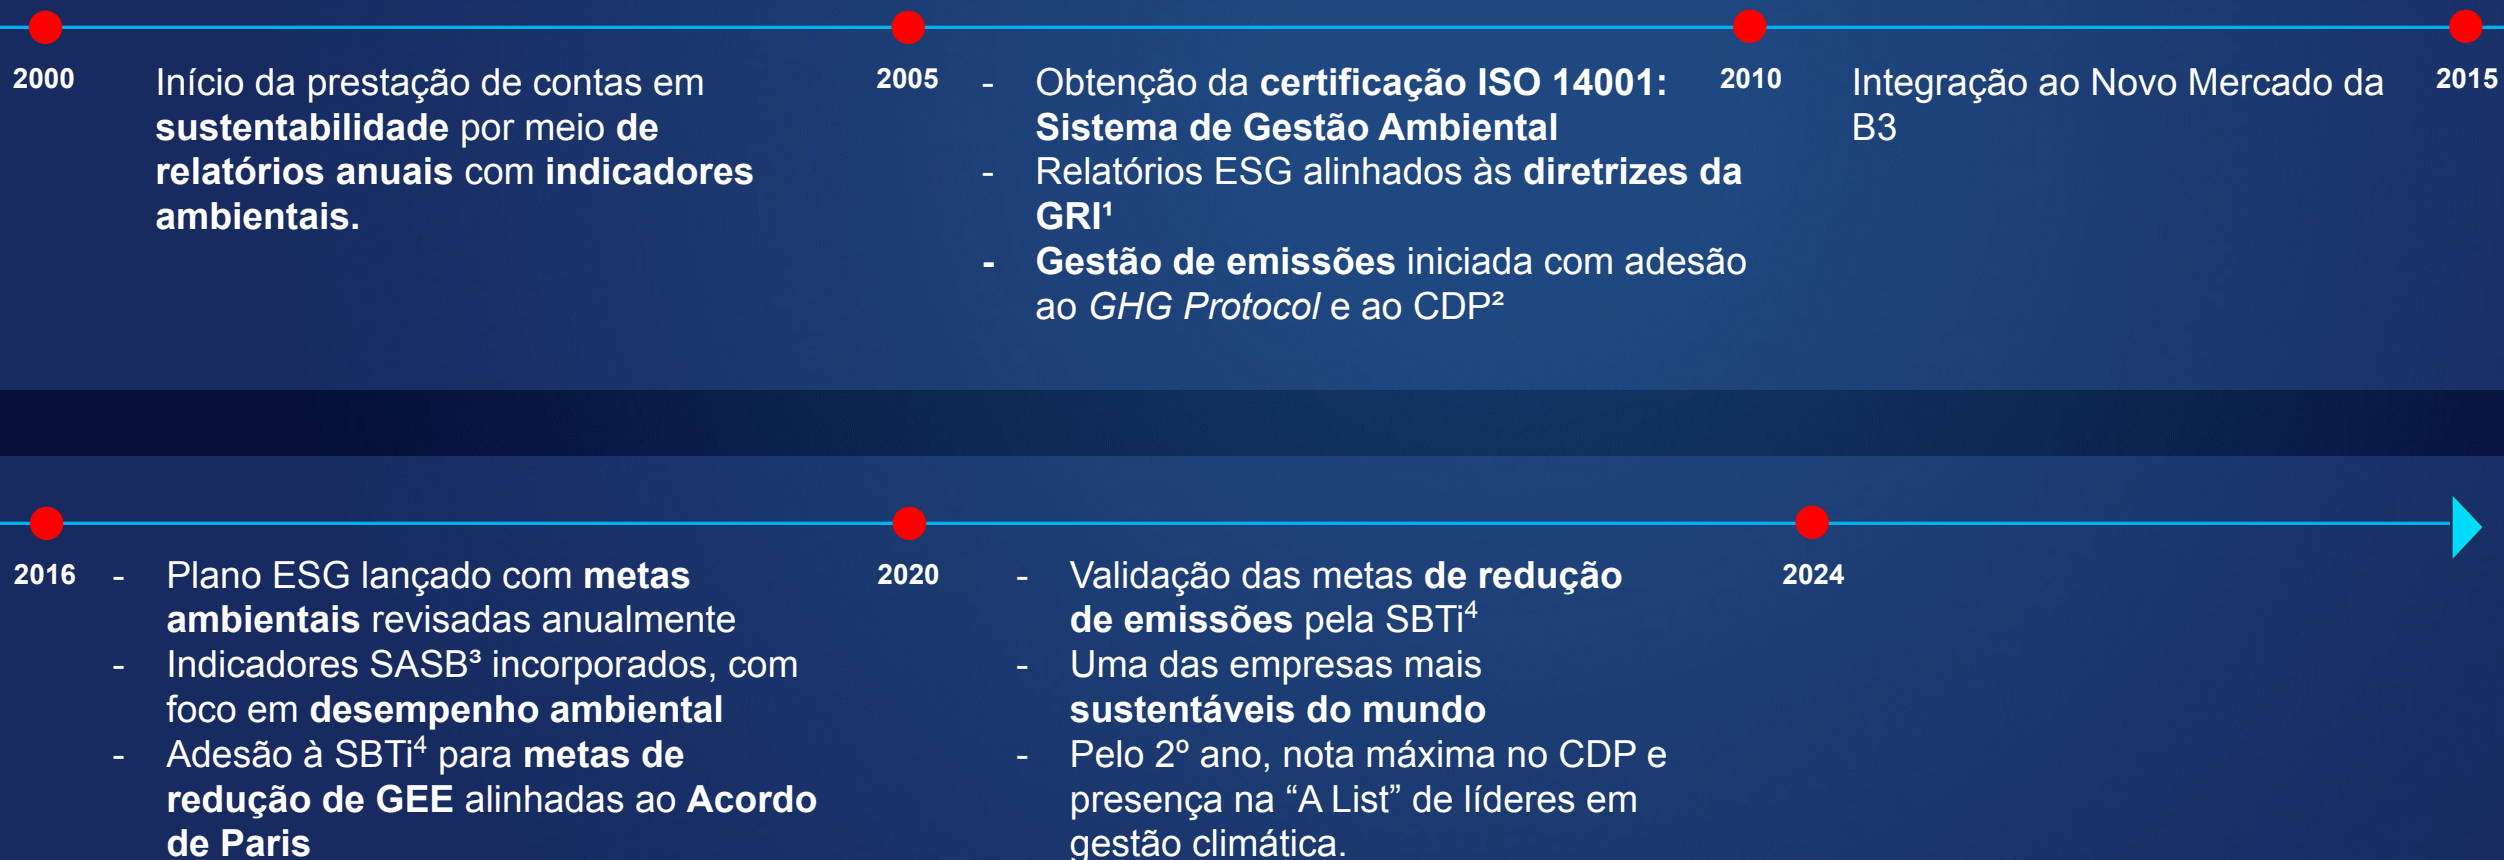 2000
Início da prestação de contas em
sustentabilidade por meio de
relatórios anuais com indicadores
ambientais.
2005
- Obtenção da certificação ISO 14001:
Sistema de Gestão Ambiental
- Relatórios ESG alinhados às diretrizes da
GRI¹
- Gestão de emissões iniciada com adesão
ao GHG Protocol e ao CDP²
2010
Integração ao Novo Mercado da
B3
2015
2016
- Plano ESG lançado com metas
ambientais revisadas anualmente
- Indicadores SASB³ incorporados, com
foco em desempenho ambiental
- Adesão à SBTi⁴ para metas de
redução de GEE alinhadas ao Acordo
de Paris
2020
- Validação das metas de redução
de emissões pela SBTi⁴
- Uma das empresas mais
sustentáveis do mundo
- Pelo 2º ano, nota máxima no CDP e
presença na “A List” de líderes em
gestão climática.
2024